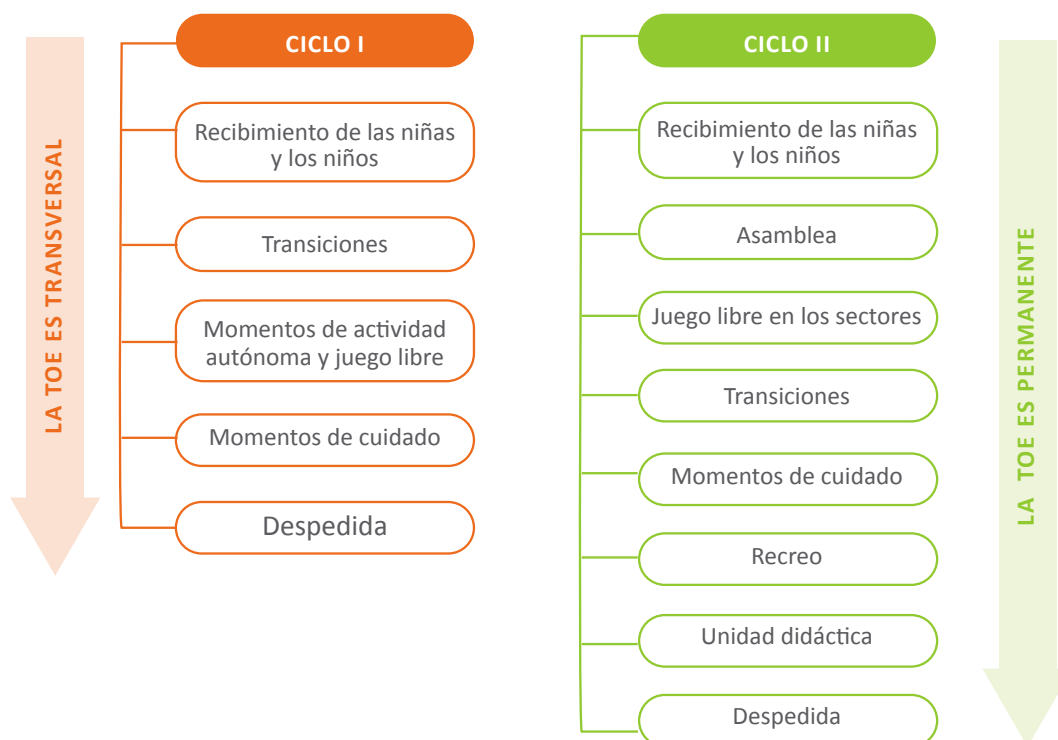 LA TOE ES TRANSVERSAL
CICLO I
Recibimiento de las niñas
y los niños
Transiciones
Momentos de actividad
autónoma y juego libre
Momentos de cuidado
Despedida
CICLO II
Recibimiento de las niñas
y los niños
Asamblea
Juego libre en los sectores
Transiciones
Momentos de cuidado
Recreo
Unidad didáctica
Despedida
LA TOE ES PERMANENTE